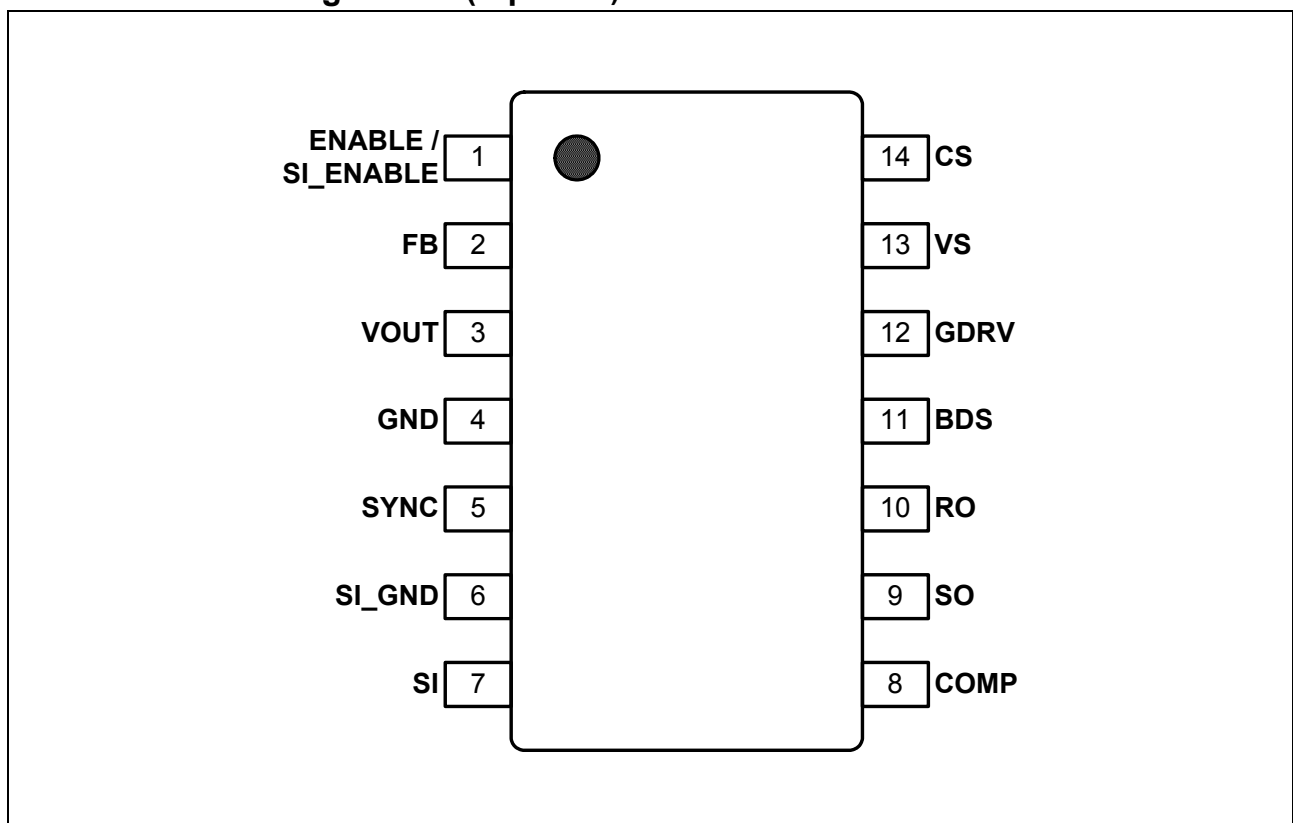 ENABLE /
SI_ENABLE 1
14 CS
FB 2
13 VS
VOUT 3
12 GDRV
GND 4
11 BDS
SYNC 5
10 RO
SI_GND 6
9 SO
SI 7
8 COMP